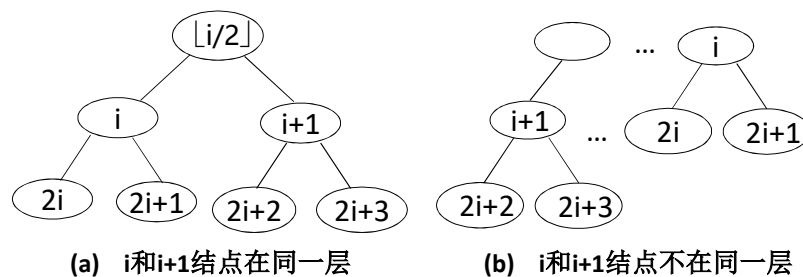 ⌊i/2⌋
i
i+1
2i
2i+1
2i+2
2i+3
(a) i和i+1结点在同一层
... i
i+1
... 2i
2i+1
2i+2
2i+3
(b) i和i+1结点不在同一层